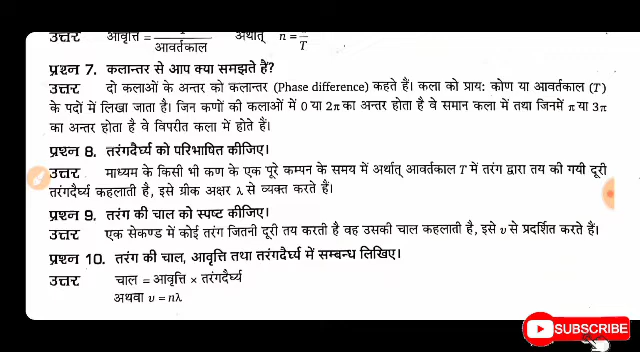 उत्तर आवृत्ति = 1/आवर्तकाल अर्थात् n = 1/T
प्रश्न 7. कलान्तर से आप क्या समझते हैं?
उत्तर दो कलाओं के अन्तर को कलान्तर (Phase difference) कहते हैं। कला को प्राय: कोण या आवर्तकाल (T)
के पदों में लिखा जाता है। जिन कणों की कलाओं में 0 या 2π का अन्तर होता है वे समान कला में तथा जिनमें π या 3π
का अन्तर होता है वे विपरीत कला में होते हैं।
प्रश्न 8. तरंगदैर्घ्य को परिभाषित कीजिए।
उत्तर माध्यम के किसी भी कण के एक पूरे कम्पन के समय में अर्थात् आवर्तकाल T में तरंग द्वारा तय की गयी दूरी
तरंगदैर्घ्य कहलाती है, इसे ग्रीक अक्षर λ से व्यक्त करते हैं।
प्रश्न 9. तरंग की चाल को स्पष्ट कीजिए।
उत्तर एक सेकण्ड में कोई तरंग जितनी दूरी तय करती है वह उसकी चाल कहलाती है, इसे υ से प्रदर्शित करते हैं।
प्रश्न 10. तरंग की चाल, आवृत्ति तथा तरंगदैर्घ्य में सम्बन्ध लिखिए।
उत्तर चाल = आवृत्ति × तरंगदैर्घ्य
अथवा υ = nλ
SUBSCRIBE